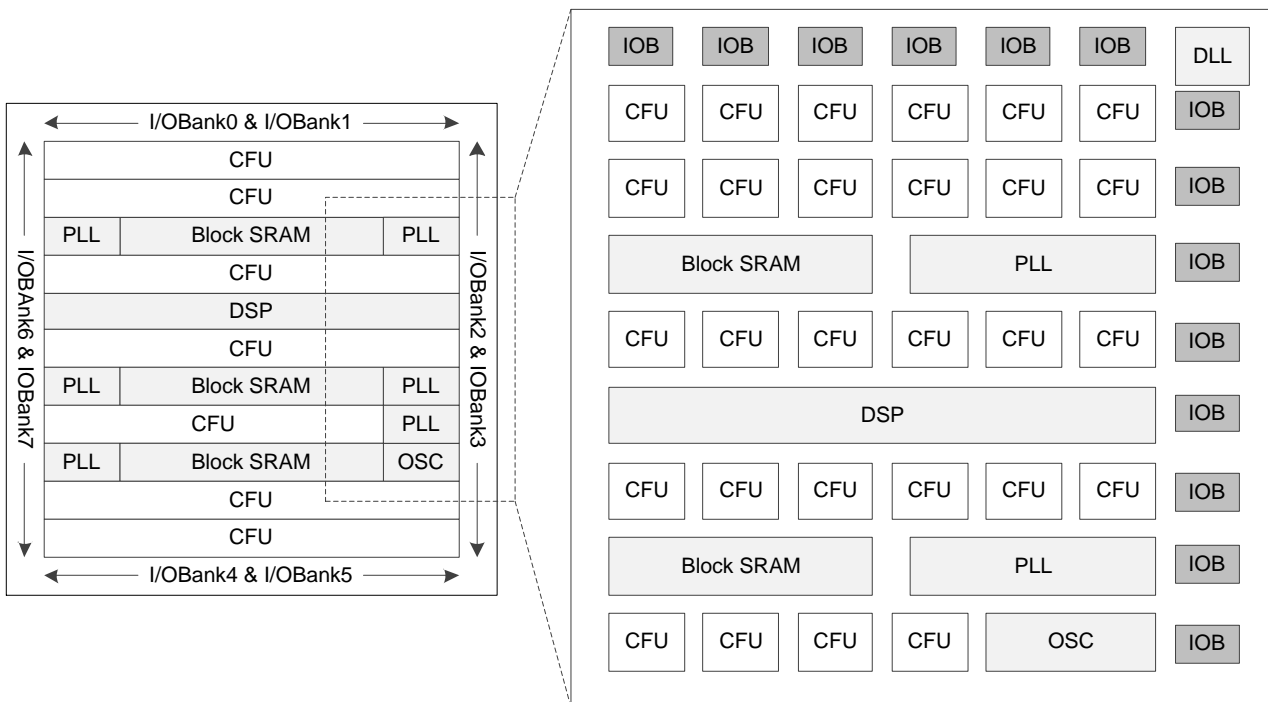 I/OBank0 & I/OBank1
CFU
CFU
PLL Block SRAM PLL
CFU
DSP
CFU
PLL Block SRAM PLL
CFU PLL
PLL Block SRAM OSC
CFU
CFU
I/OBank4 & I/OBank5
I/OBAnk6 & IOBank7
I/OBank2 & IOBank3
IOB IOB IOB IOB IOB IOB DLL
CFU CFU CFU CFU CFU CFU IOB
CFU CFU CFU CFU CFU CFU IOB
Block SRAM PLL IOB
CFU CFU CFU CFU CFU CFU IOB
DSP IOB
CFU CFU CFU CFU CFU CFU IOB
Block SRAM PLL IOB
CFU CFU CFU CFU OSC IOB